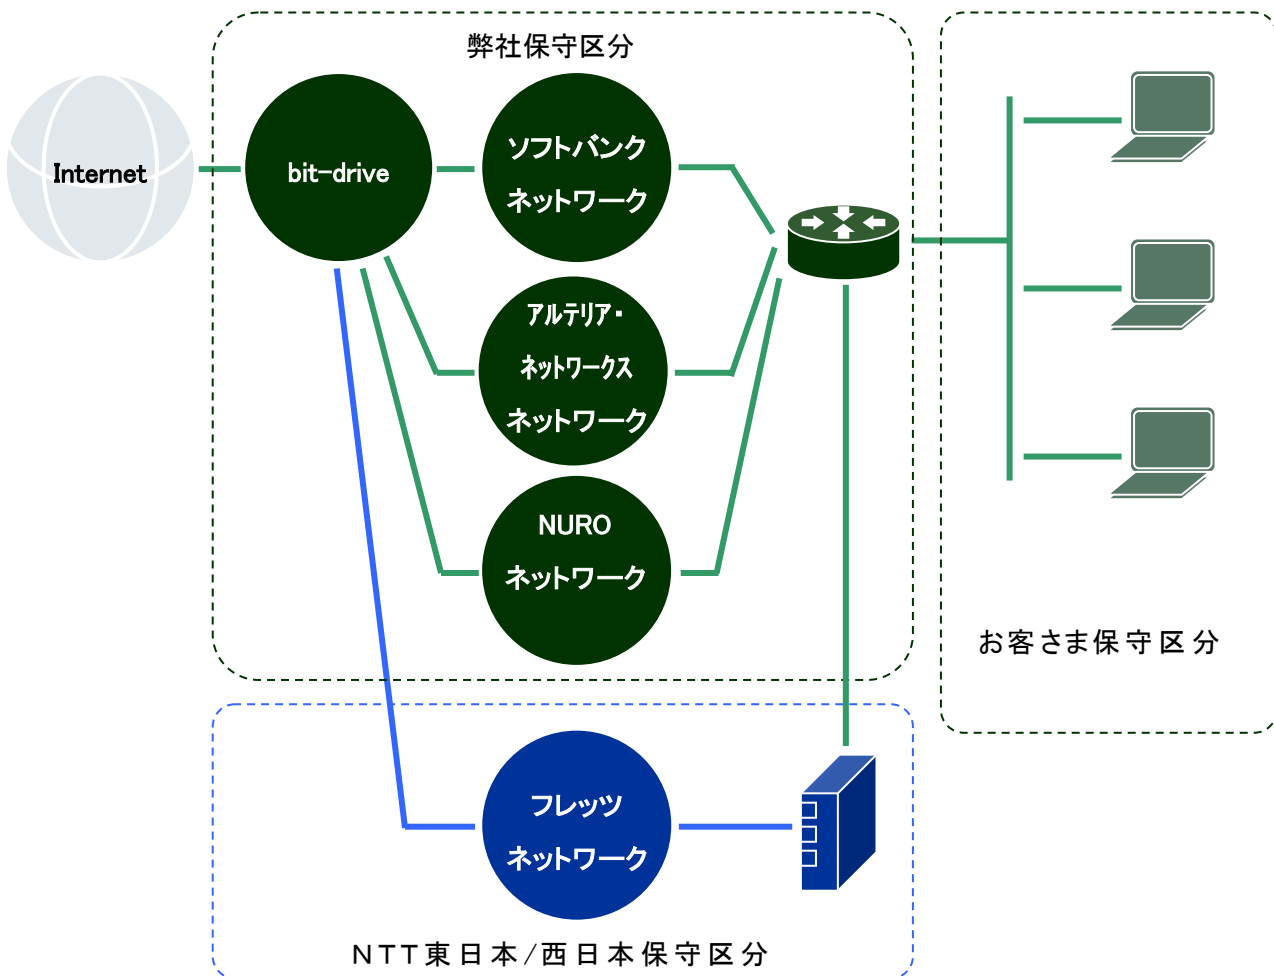 弊社保守区分
Internet
bit-drive
ソフトバンク
ネットワーク
アルテリア・
ネットワークス
ネットワーク
NURO
ネットワーク
お客さま保守区分
フレッツ
ネットワーク
NTT東日本/西日本保守区分